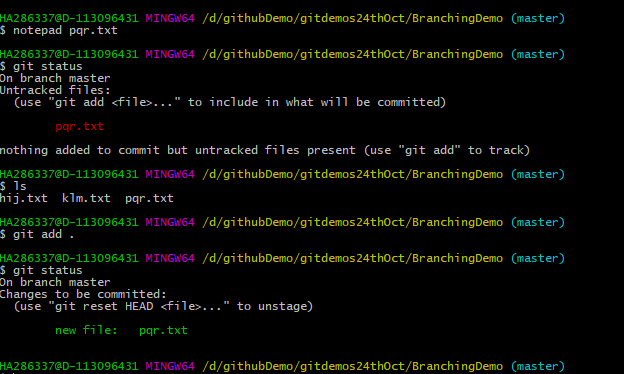 HA286337@D-113096431 MINGW64 /d/githubDemo/gitdemos24thOct/BranchingDemo (master)
$ notepad pqr.txt
HA286337@D-113096431 MINGW64 /d/githubDemo/gitdemos24thOct/BranchingDemo (master)
$ git status
On branch master
Untracked files:
(use "git add <file>..." to include in what will be committed)
pqr.txt
nothing added to commit but untracked files present (use "git add" to track)
HA286337@D-113096431 MINGW64 /d/githubDemo/gitdemos24thOct/BranchingDemo (master)
$ ls
hij.txt klm.txt pqr.txt
HA286337@D-113096431 MINGW64 /d/githubDemo/gitdemos24thOct/BranchingDemo (master)
$ git add .
HA286337@D-113096431 MINGW64 /d/githubDemo/gitdemos24thOct/BranchingDemo (master)
$ git status
On branch master
Changes to be committed:
(use "git reset HEAD <file>..." to unstage)
new file: pqr.txt
HA286337@D-113096431 MINGW64 /d/githubDemo/gitdemos24thOct/BranchingDemo (master)